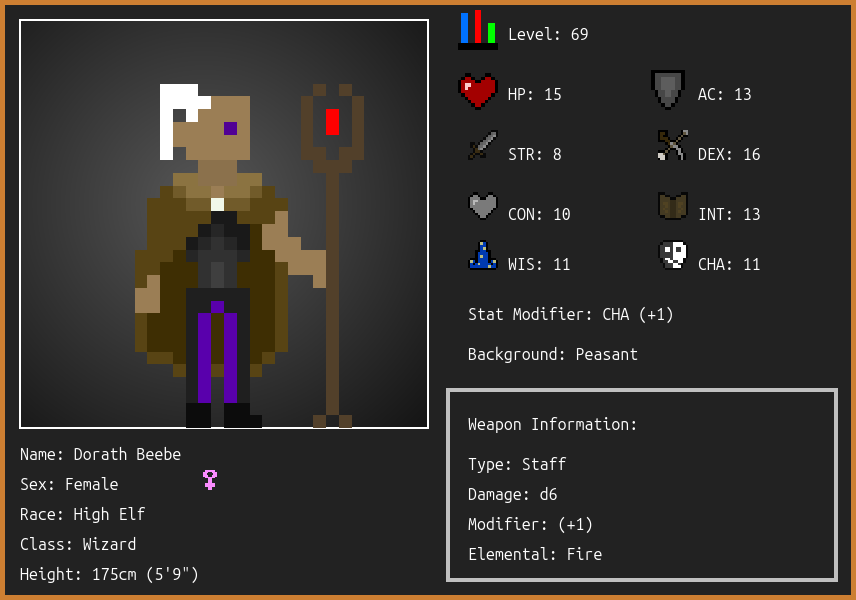 Level: 69
HP: 15
AC: 13
STR: 8
DEX: 16
CON: 10
INT: 13
WIS: 11
CHA: 11
Stat Modifier: CHA (+1)
Background: Peasant
Weapon Information:
Type: Staff
Damage: d6
Modifier: (+1)
Elemental: Fire
Name: Dorath Beebe
Sex: Female
Race: High Elf
Class: Wizard
Height: 175cm (5'9")